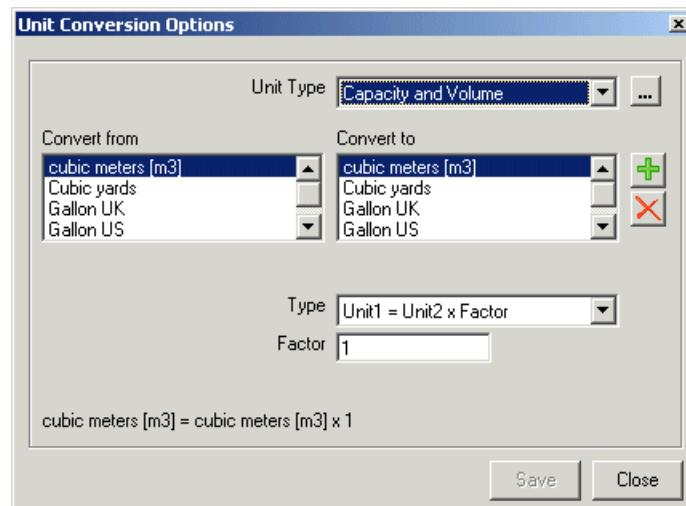 Unit Conversion Options
Unit Type
Capacity and Volume
...
Convert from
Convert to
cubic meters [m3]
Cubic yards
Gallon UK
Gallon US
cubic meters [m3]
Cubic yards
Gallon UK
Gallon US
Type
Unit1 = Unit2 x Factor
Factor
1
cubic meters [m3] = cubic meters [m3] x 1
Save
Close